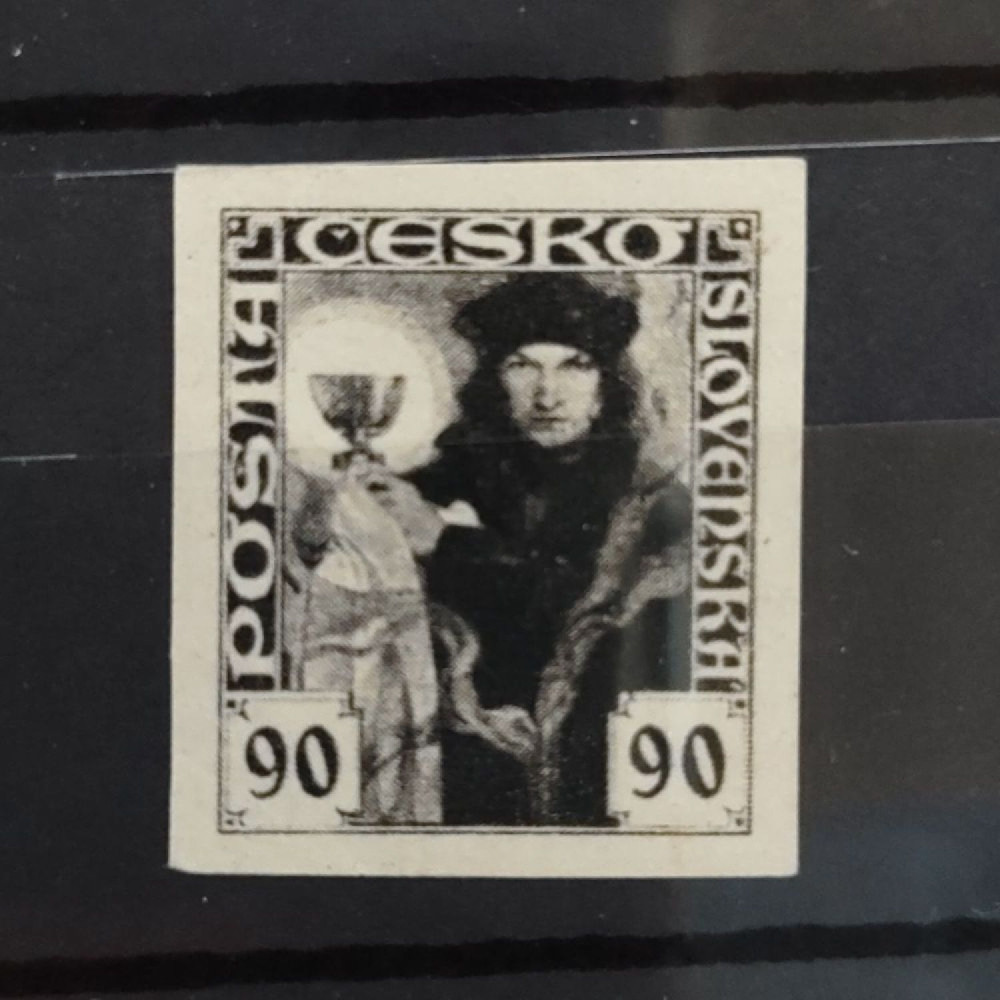 POŠTA
ČESKO
SLOVENSKÁ
90
90